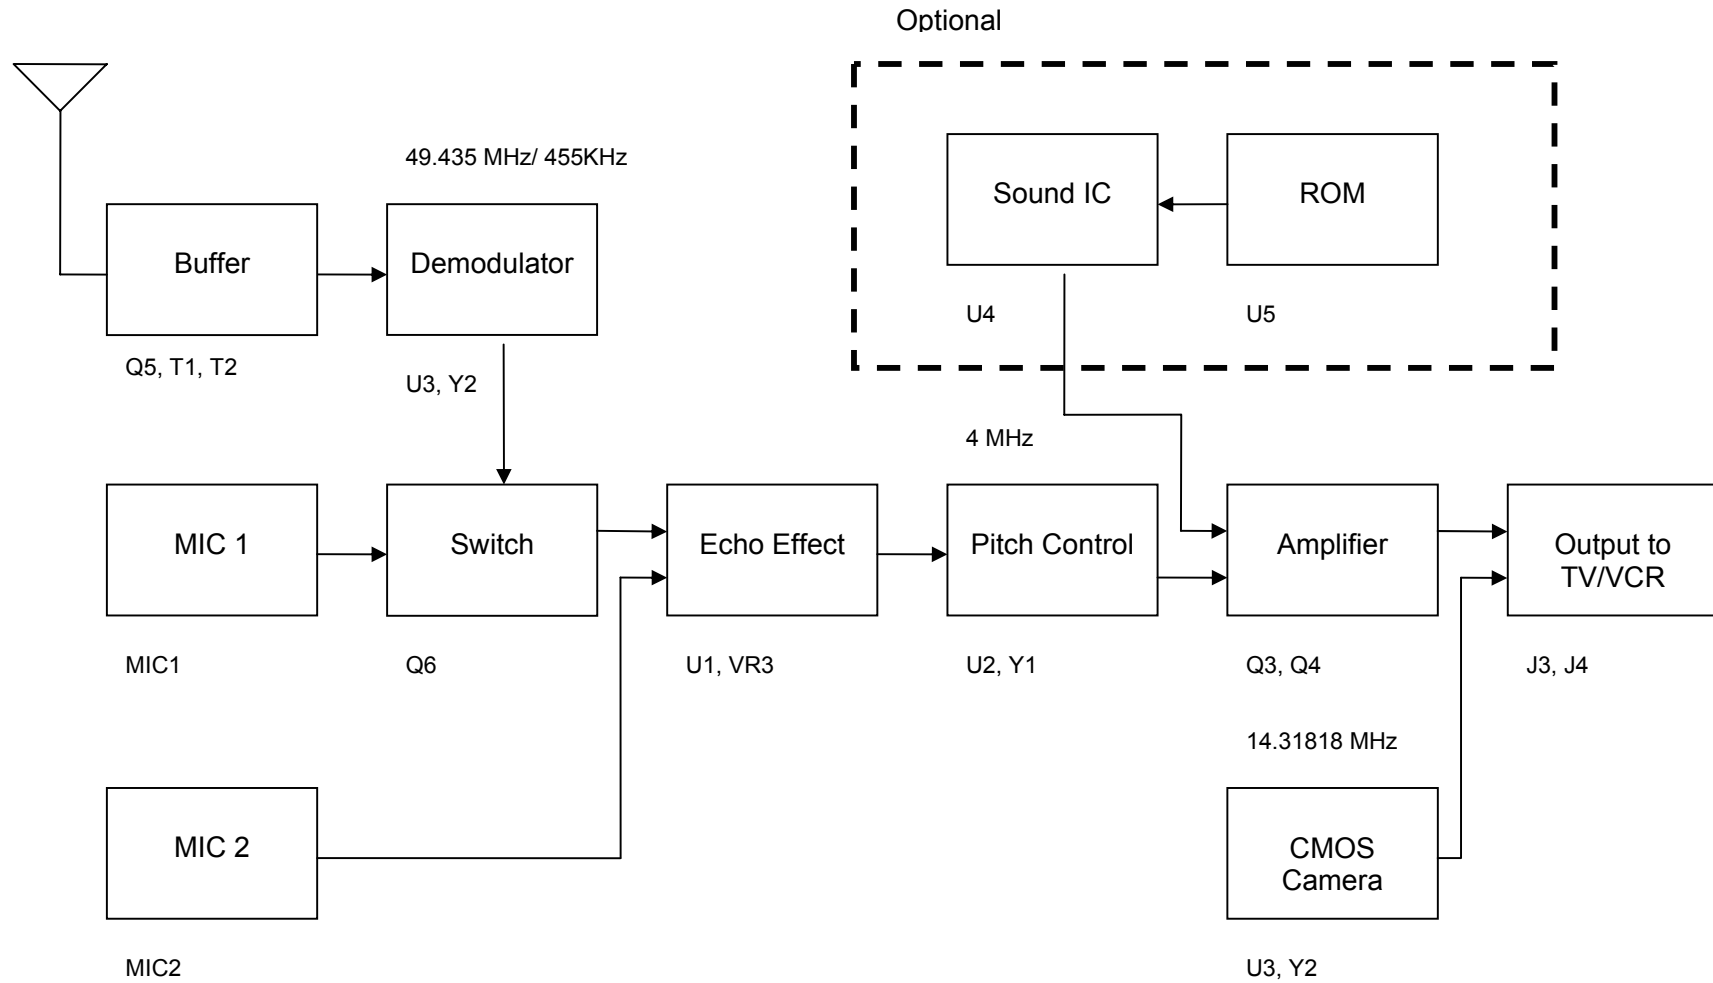 Optional
49.435 MHz/ 455KHz
Sound IC
ROM
Buffer
Demodulator
U4
U5
Q5, T1, T2
U3, Y2
4 MHz
MIC 1
Switch
Echo Effect
Pitch Control
Amplifier
Output to
TV/VCR
MIC1
Q6
U1, VR3
U2, Y1
Q3, Q4
J3, J4
14.31818 MHz
MIC 2
CMOS
Camera
MIC2
U3, Y2